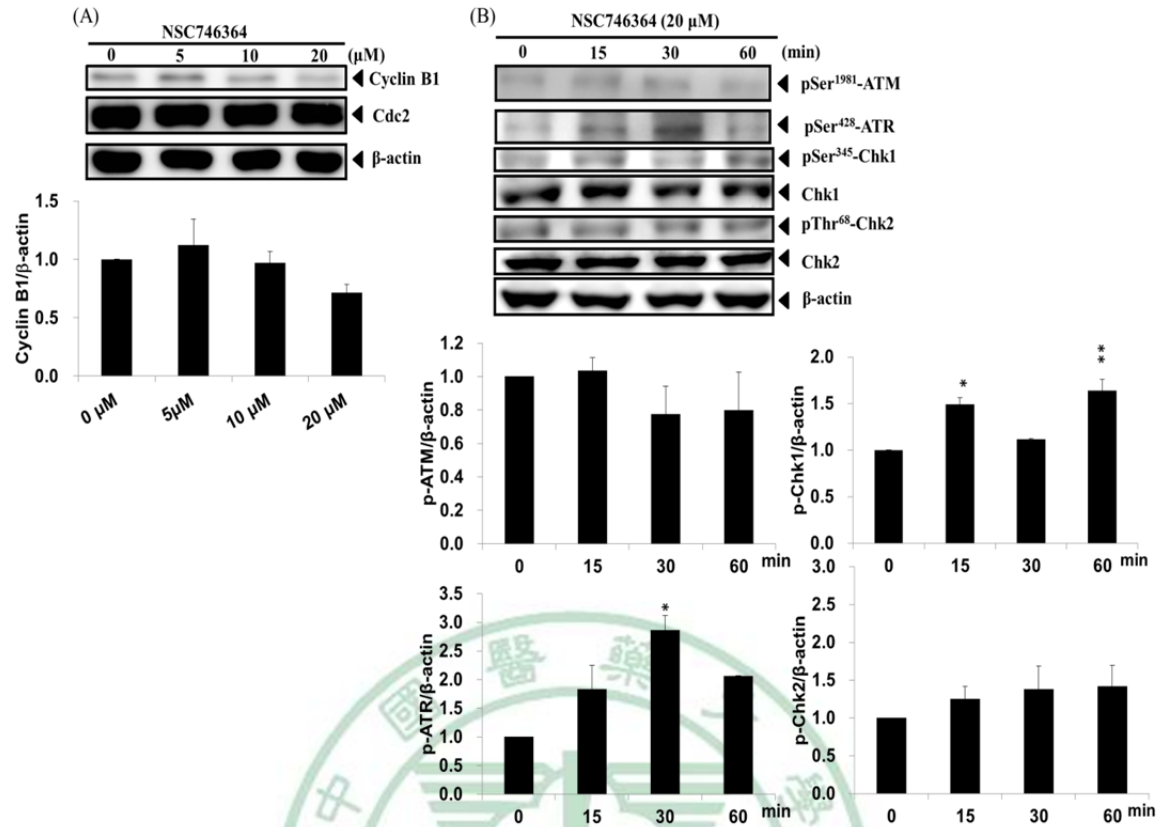 (A)
NSC746364
0 5 10 20 (μM)
Cyclin B1
Cdc2
β-actin
Cyclin B1/β-actin
1.5
1.0
0.5
0.0
0 μM 5μM 10 μM 20 μM
(B)
NSC746364 (20 μM)
0 15 30 60 (min)
pSer1981-ATM
pSer428-ATR
pSer345-Chk1
Chk1
pThr68-Chk2
Chk2
β-actin
p-ATM/β-actin
1.2
1.0
0.8
0.6
0.4
0.2
0.0
0 15 30 60 min
p-Chk1/β-actin
2.0
1.5
1.0
0.5
0.0
* **
0 15 30 60 min
p-ATR/β-actin
3.5
3.0
2.5
2.0
1.5
1.0
0.5
0.0
*
0 15 30 60
p-Chk2/β-actin
3.0
2.5
2.0
1.5
1.0
0.5
0.0
0 15 30 60
中國醫藥大學